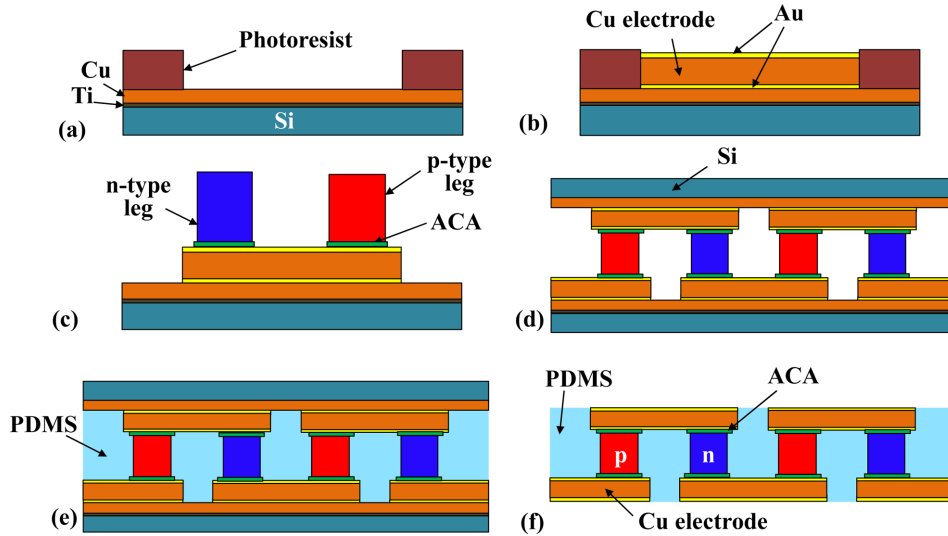 Photoresist
Cu
Ti
Si
(a)
Au
Cu electrode
(b)
n-type
leg
p-type
leg
ACA
(c)
Si
(d)
PDMS
(e)
PDMS
ACA
p
n
Cu electrode
(f)